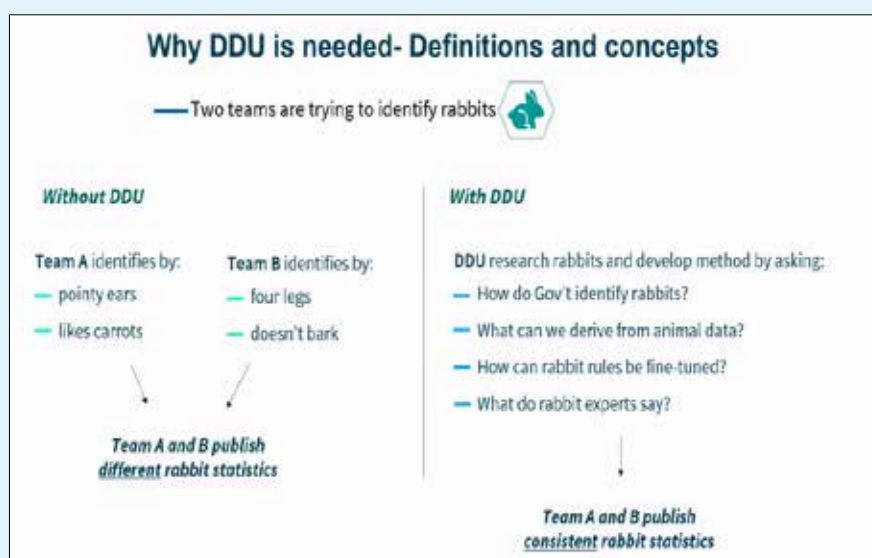 Why DDU is needed- Definitions and concepts
Two teams are trying to identify rabbits
Without DDU
Team A identifies by:
pointy ears
likes carrots
Team B identifies by:
four legs
doesn't bark
Team A and B publish
different rabbit statistics
With DDU
DDU research rabbits and develop method by asking:
How do Gov't identify rabbits?
What can we derive from animal data?
How can rabbit rules be fine-tuned?
What do rabbit experts say?
Team A and B publish
consistent rabbit statistics